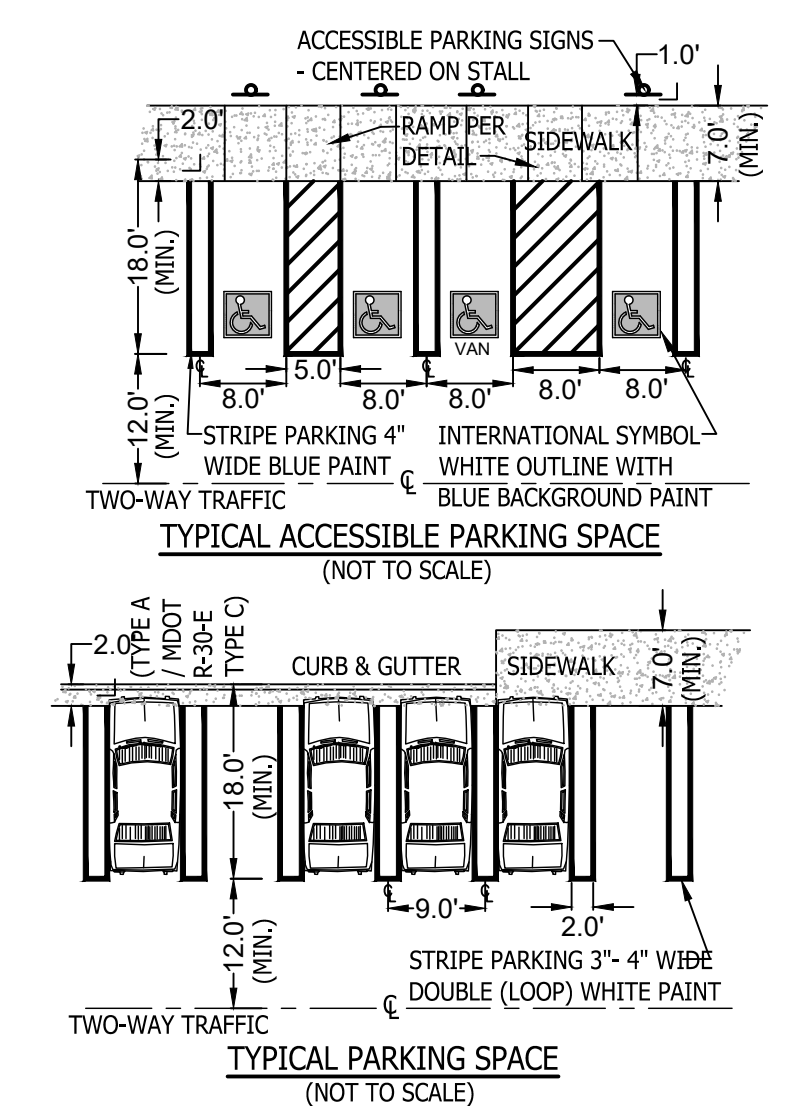 ACCESSIBLE PARKING SIGNS
- CENTERED ON STALL
1.0'
2.0'
RAMP PER
DETAIL
SIDEWALK
7.0'
(MIN.)
18.0'
(MIN.)
VAN
℄
5.0'
℄
℄
8.0'
8.0'
8.0'
8.0'
8.0'
12.0'
(MIN.)
STRIPE PARKING 4"
WIDE BLUE PAINT
INTERNATIONAL SYMBOL
WHITE OUTLINE WITH
BLUE BACKGROUND PAINT
℄
TWO-WAY TRAFFIC
TYPICAL ACCESSIBLE PARKING SPACE
(NOT TO SCALE)
2.0'
(TYPE A
/ MDOT
R-30-E
TYPE C)
CURB & GUTTER
SIDEWALK
7.0'
(MIN.)
18.0'
(MIN.)
℄
℄
9.0'
2.0'
12.0'
(MIN.)
STRIPE PARKING 3"- 4" WIDE
DOUBLE (LOOP) WHITE PAINT
℄
TWO-WAY TRAFFIC
TYPICAL PARKING SPACE
(NOT TO SCALE)